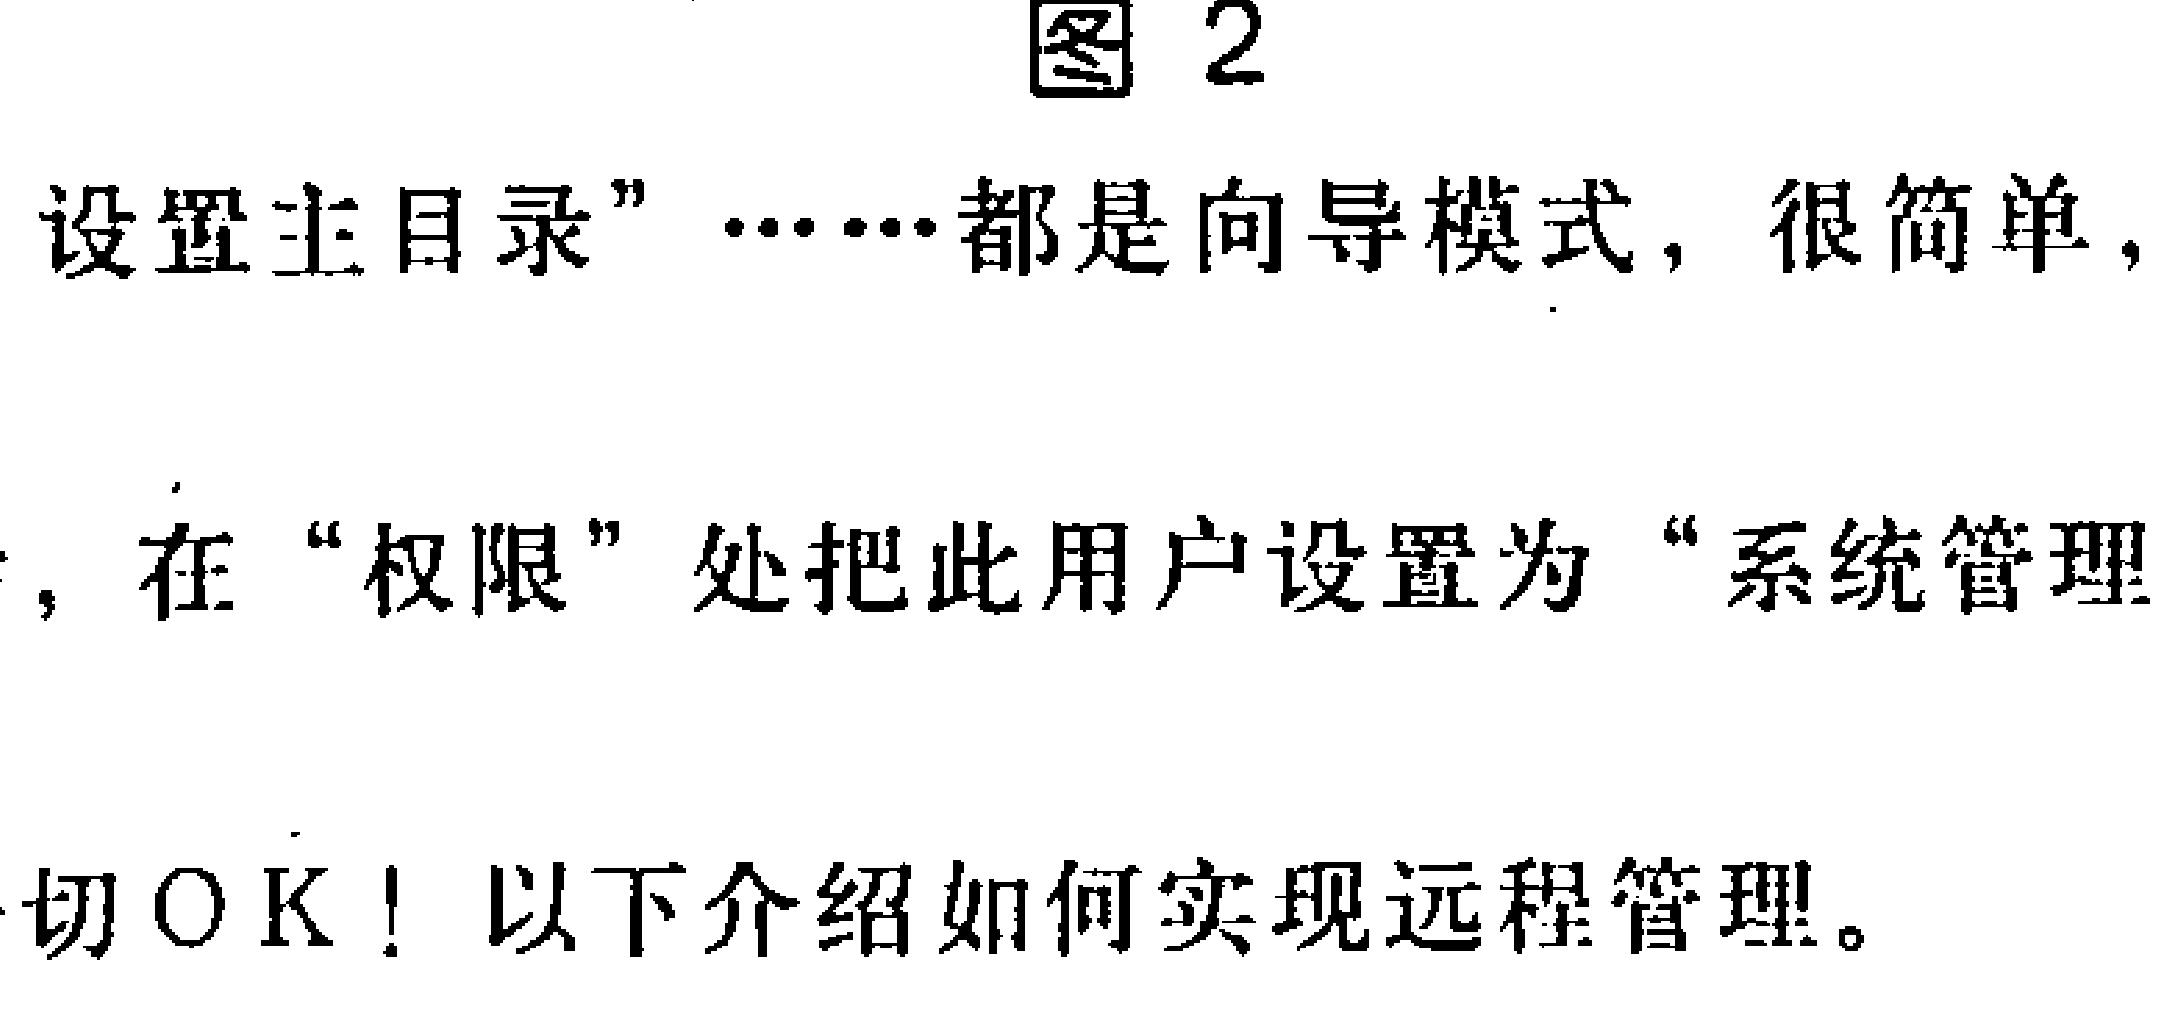 图 2
设置主目录”……都是向导模式，很简单，
，在“权限”处把此用户设置为“系统管理
切OK！以下介绍如何实现远程管理。